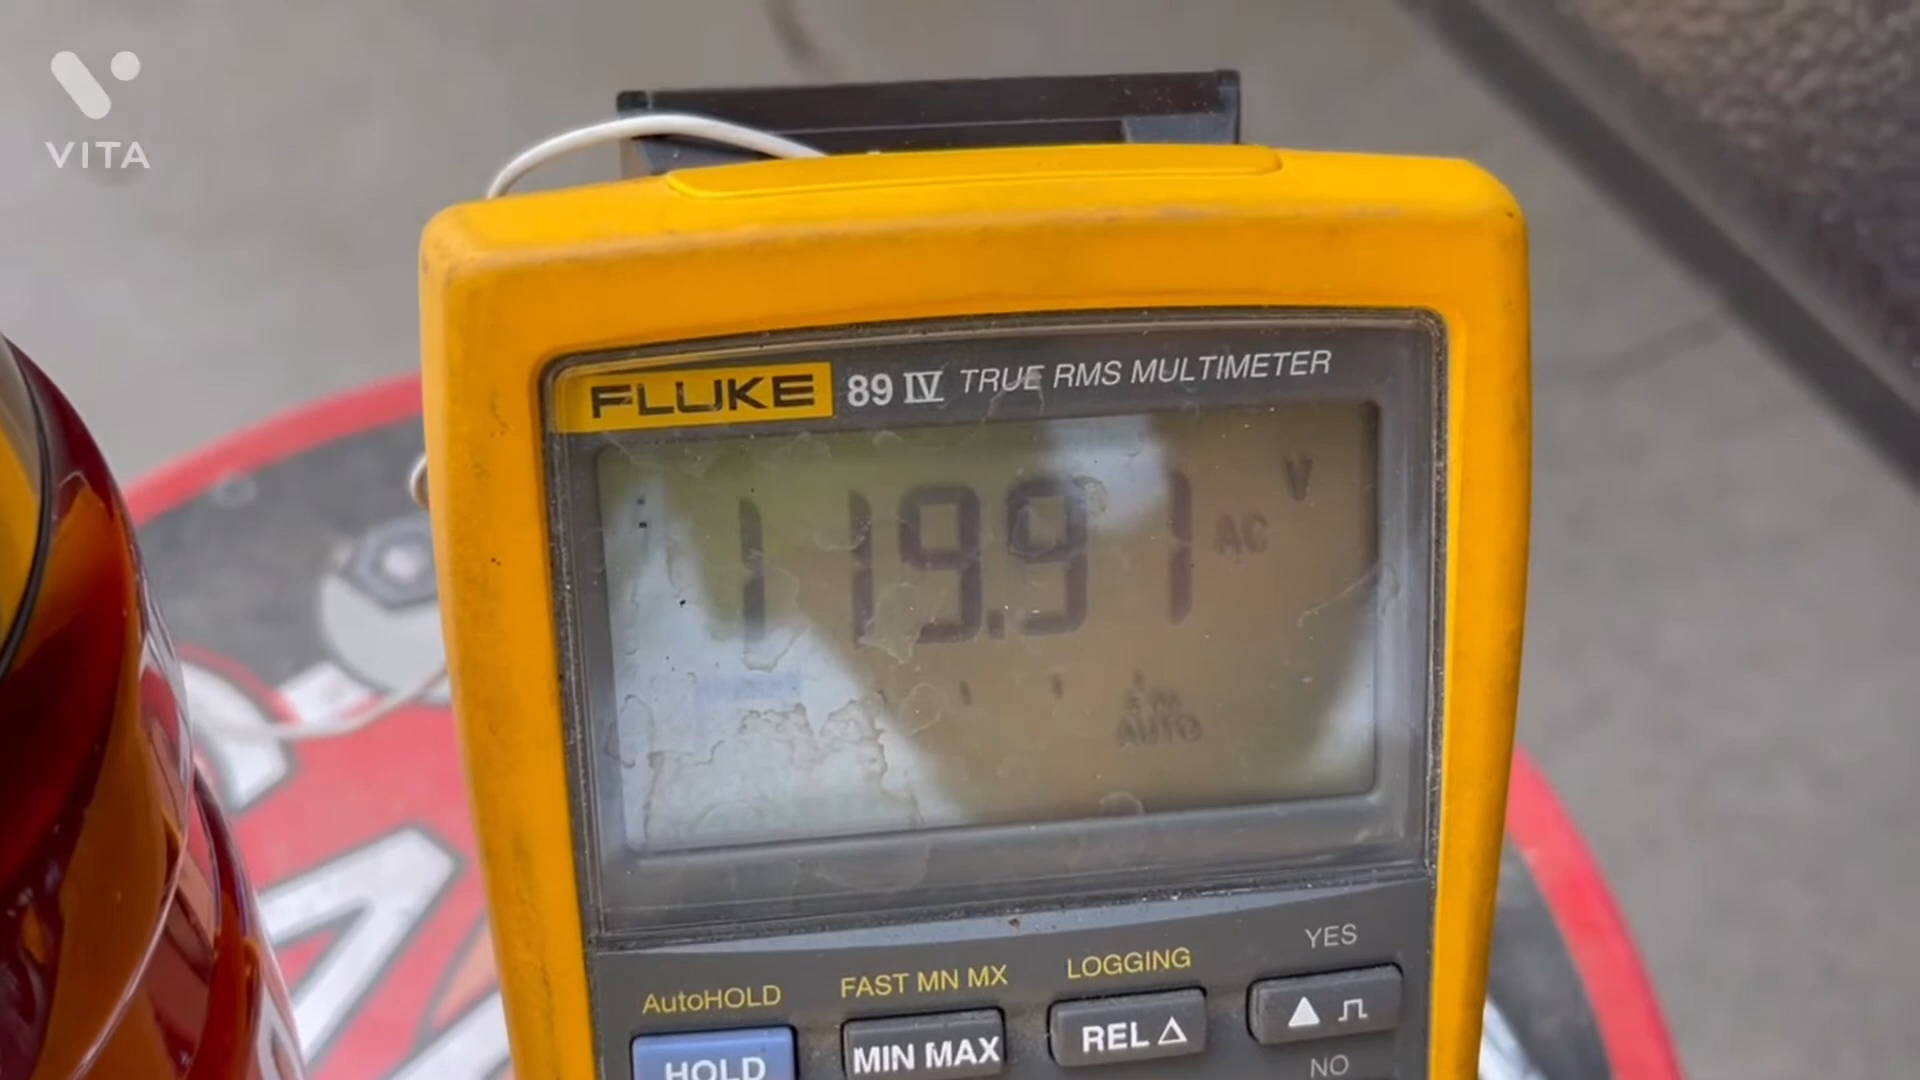 VITA
FLUKE 89 IV TRUE RMS MULTIMETER
V
119.91 AC
YES
AutoHOLD FAST MN MX LOGGING
HOLD MIN MAX REL △ ▲ ⎍
NO